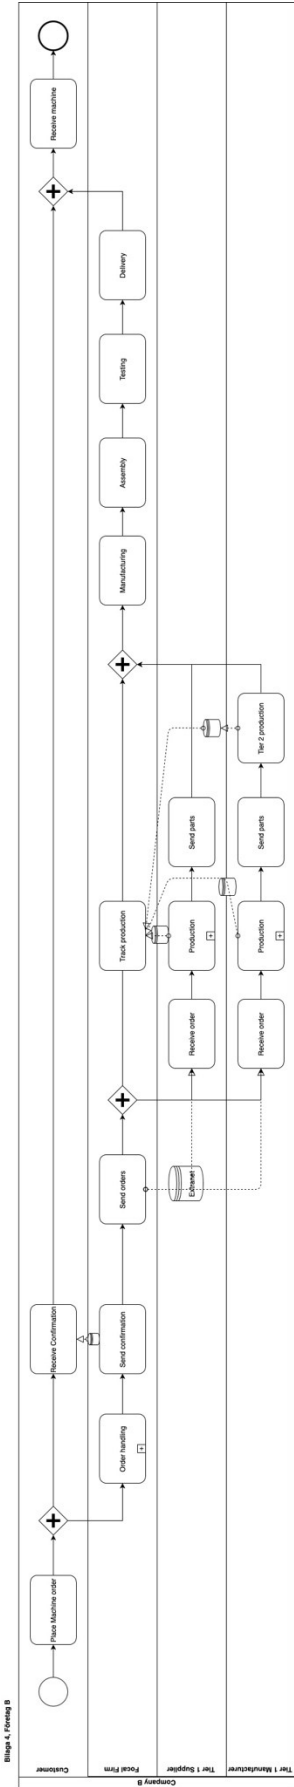 Bilaga 4, Företag B
Company B
Customer
Place Machine order
Receive Confirmation
Receive machine
Focal Firm
Order handling
Send confirmation
Send orders
Track production
Manufacturing
Assembly
Testing
Delivery
Tier 1 Supplier
Extranet
Receive order
Production
Send parts
Tier 1 Manufacturer
Receive order
Production
Send parts
Tier 2 production